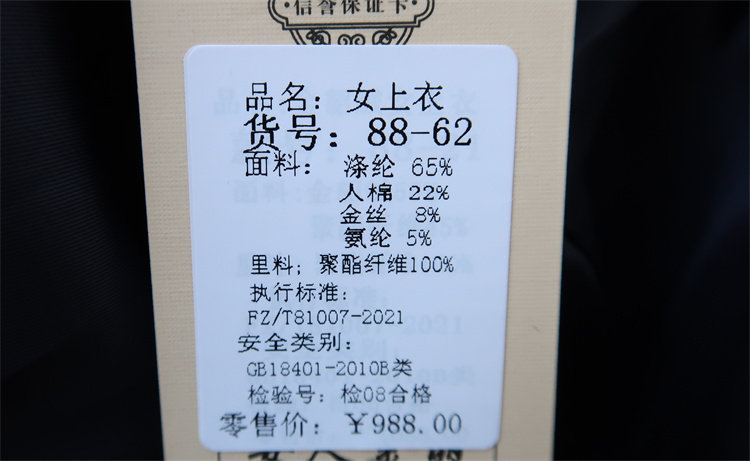 ·信誉保证卡·
品名: 女上衣
货号: 88-62
面料: 涤纶 65%
人棉 22%
金丝 8%
氨纶 5%
里料; 聚酯纤维100%
执行标准:
FZ/T81007-2021
安全类别:
GB18401-2010B类
检验号: 检08合格
零售价: ¥988.00